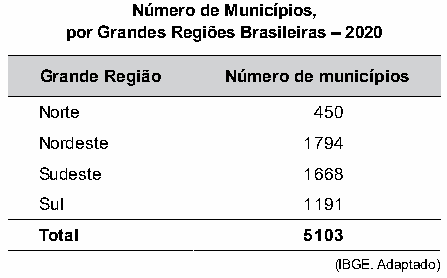 Número de Municípios,
por Grandes Regiões Brasileiras – 2020
Grande Região Número de municípios
Norte 450
Nordeste 1794
Sudeste 1668
Sul 1191
Total 5103
(IBGE. Adaptado)